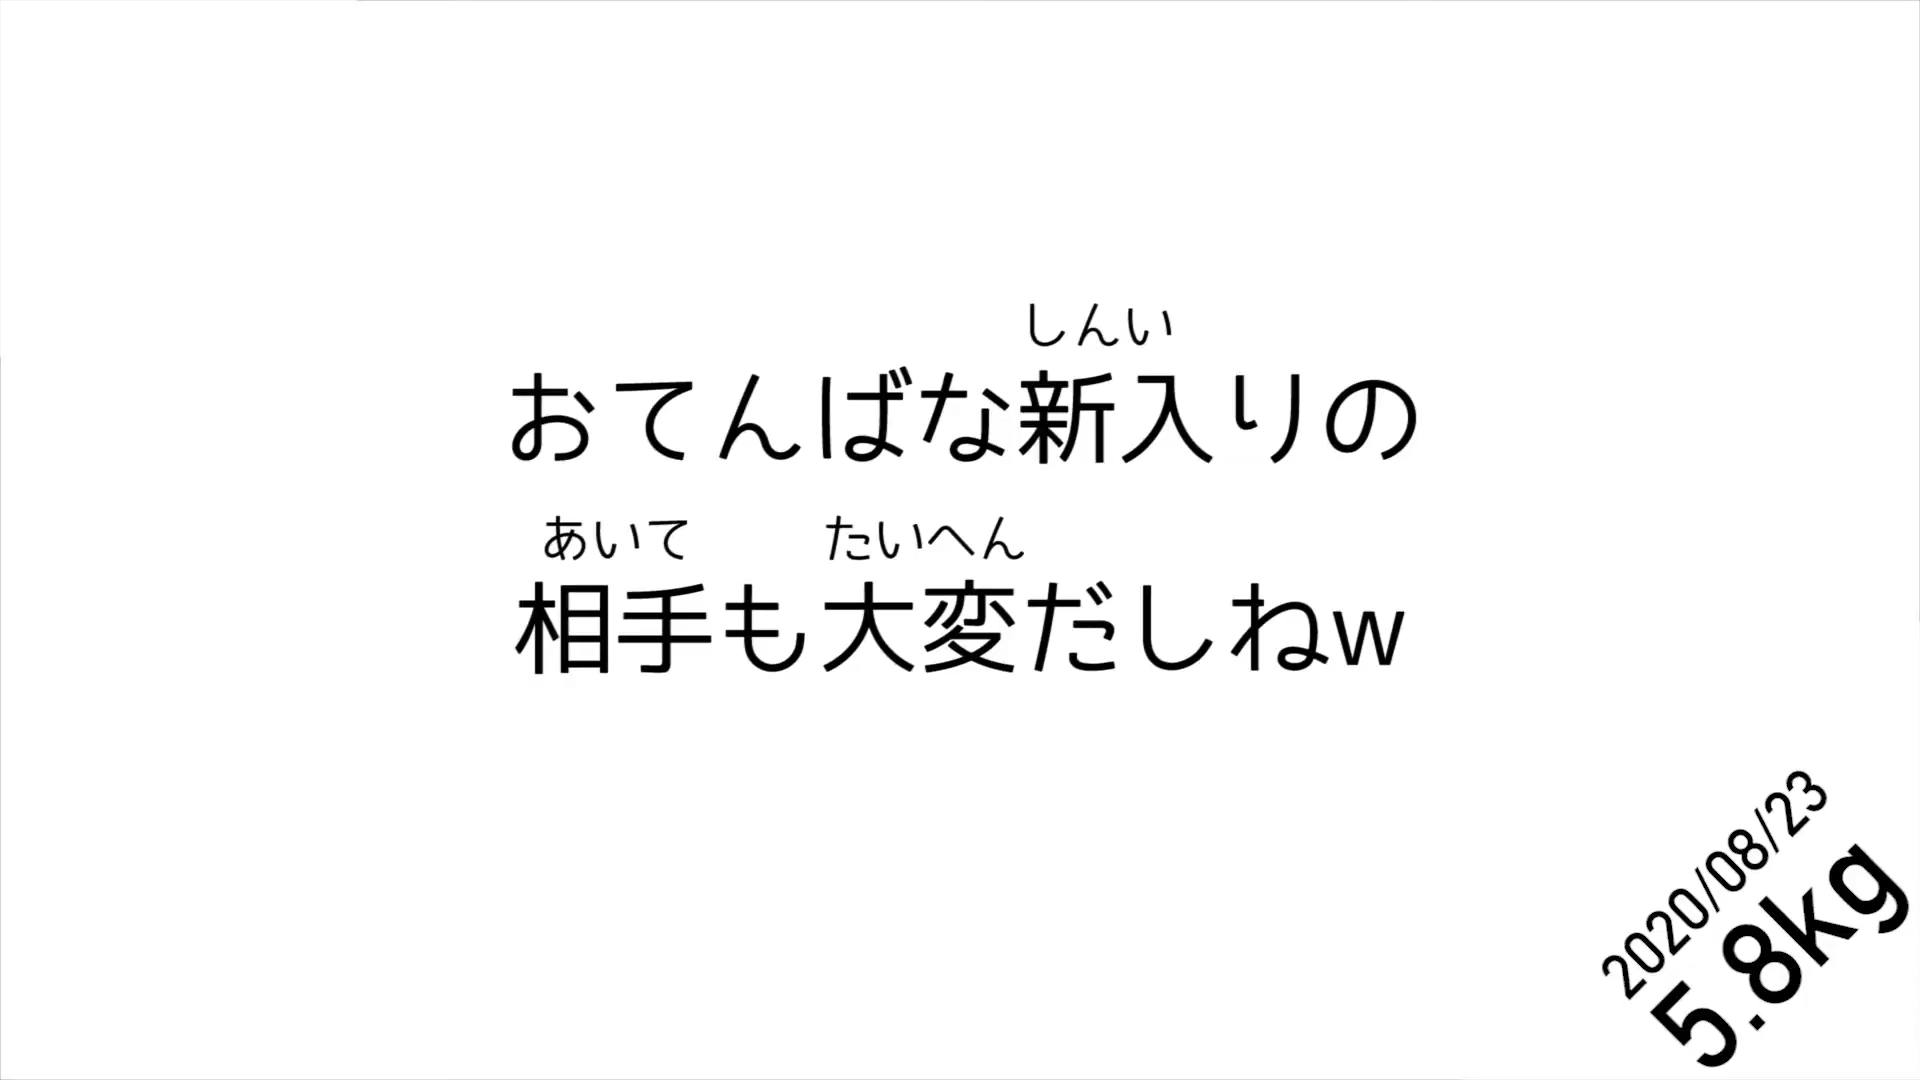 しんい
おてんばな新入りの
あいて たいへん
相手も大変だしねw
2020/08/23
5.8kg